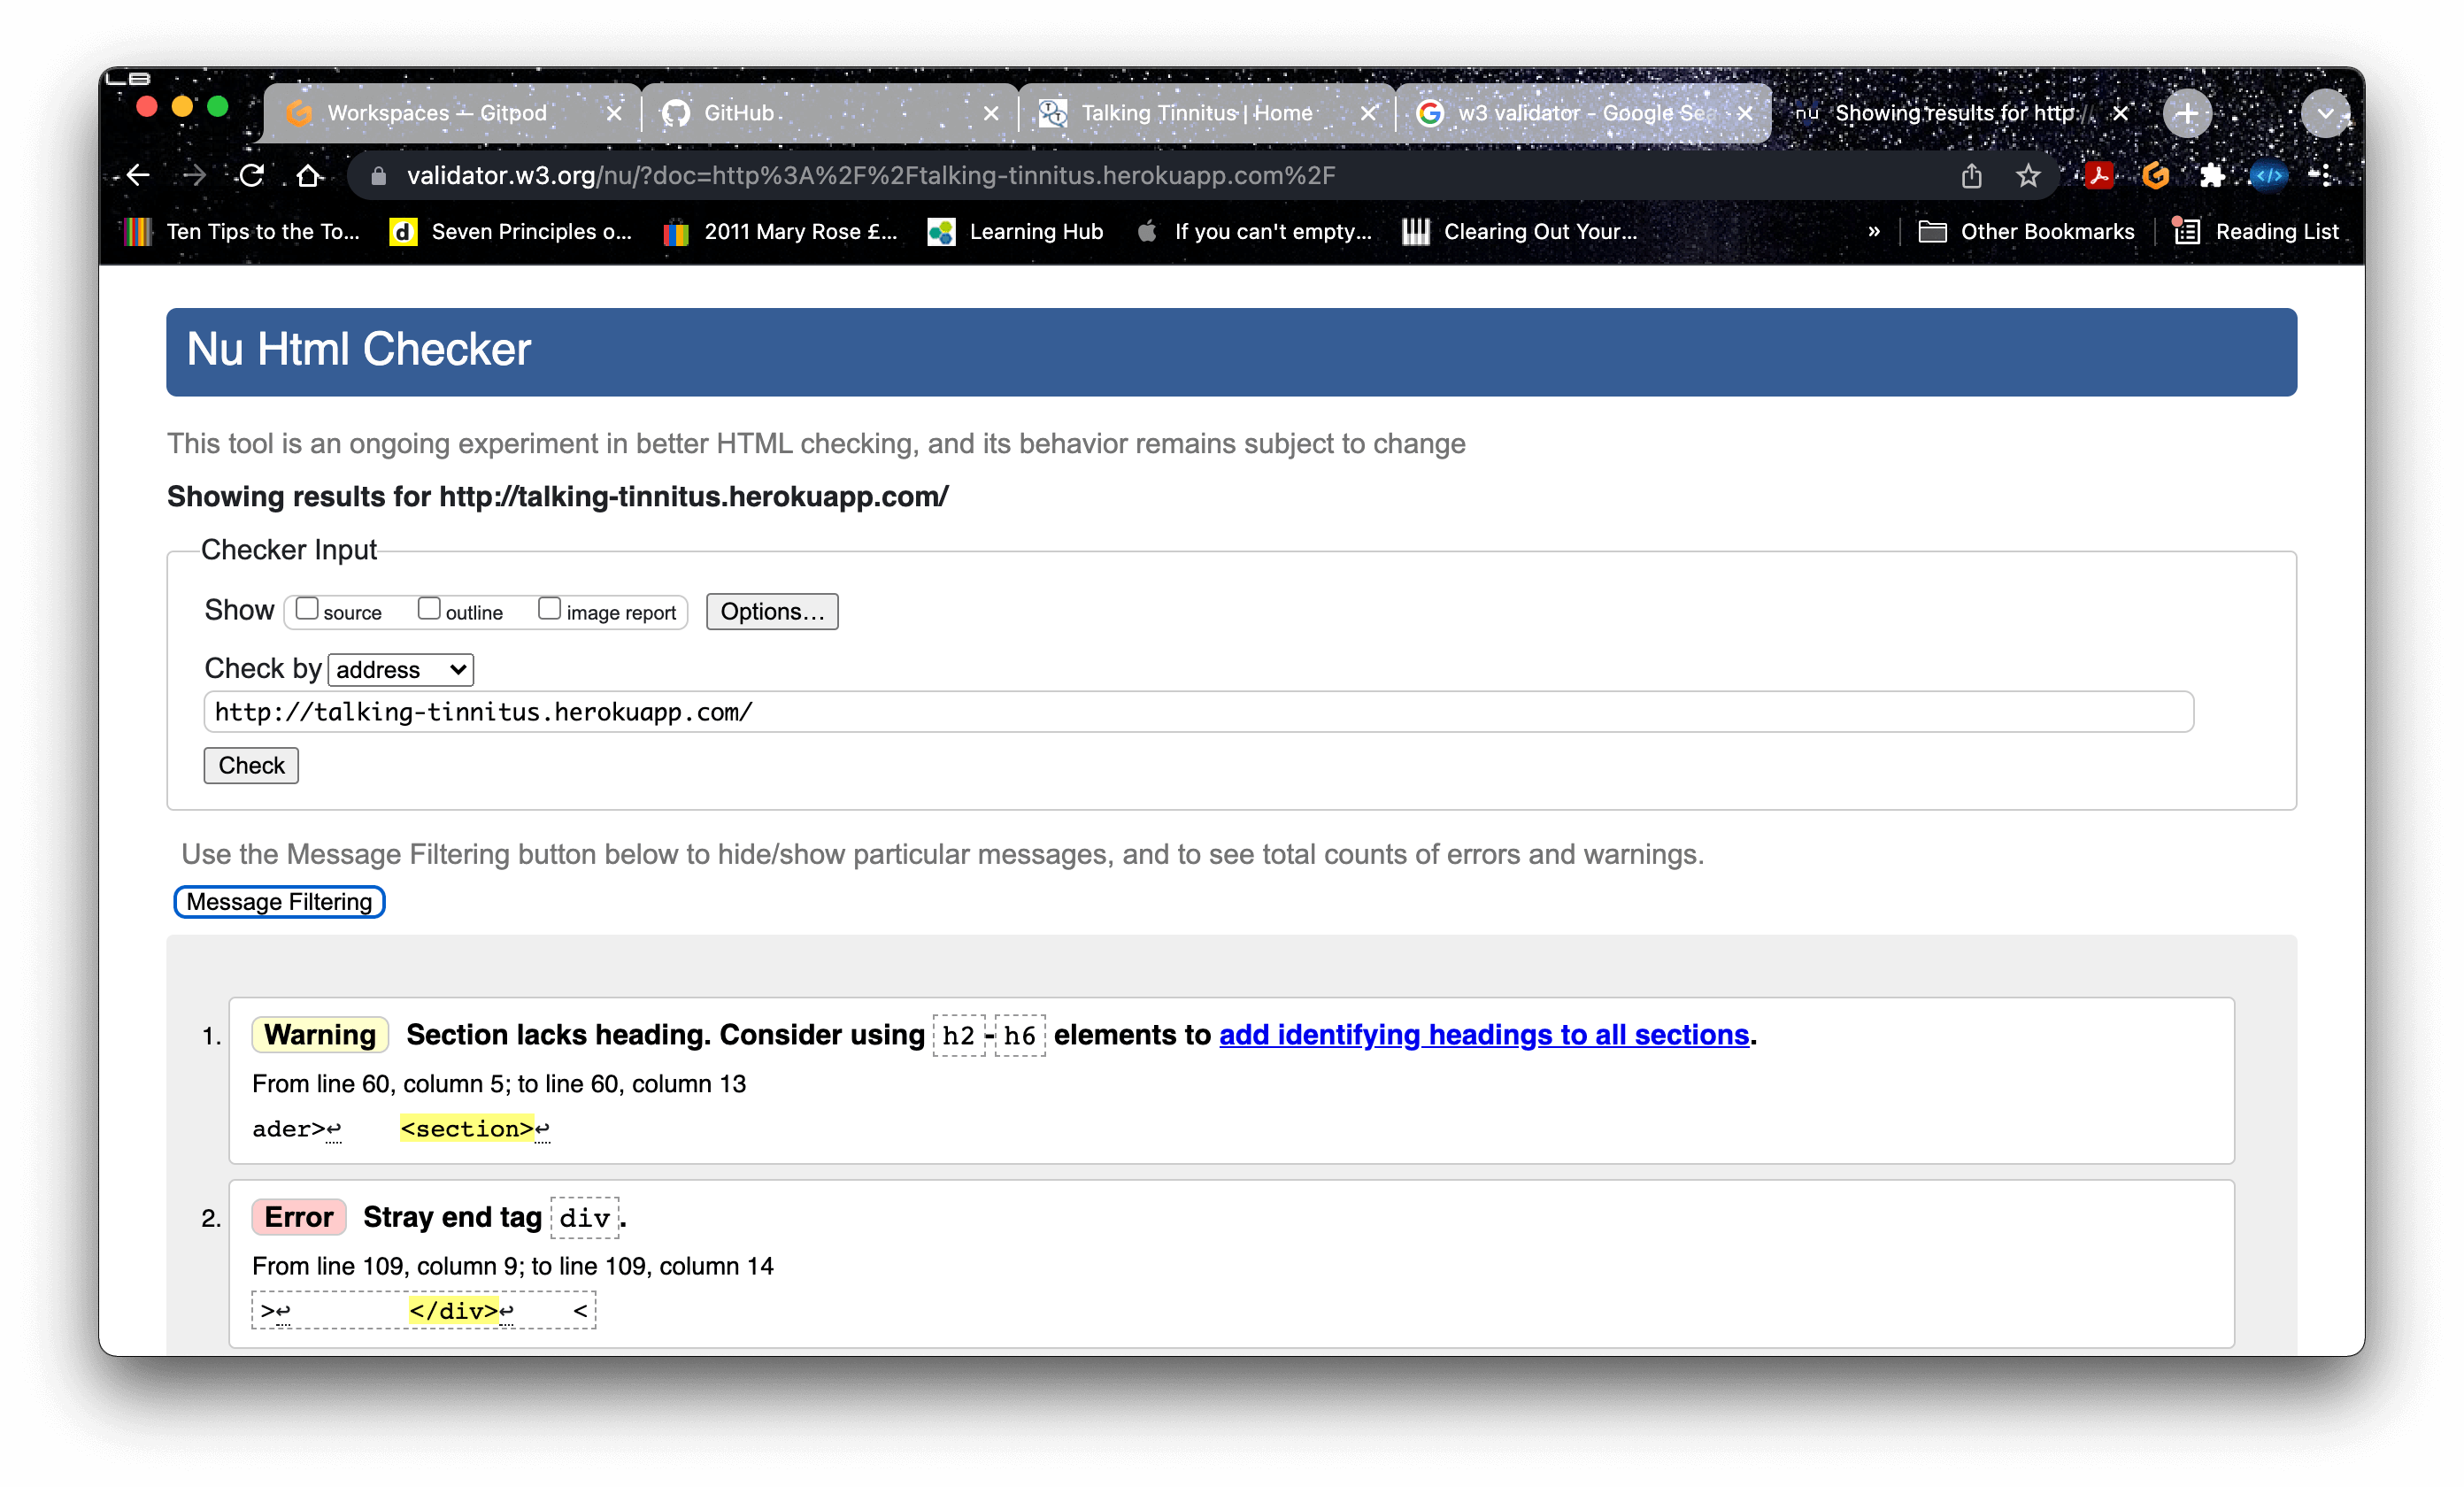 Workspaces — Gitpod
GitHub
Talking Tinnitus | Home
w3 validator - Google Sea
nu Showing results for http://
validator.w3.org/nu/?doc=http%3A%2F%2Ftalking-tinnitus.herokuapp.com%2F
Ten Tips to the To... Seven Principles o... 2011 Mary Rose £... Learning Hub If you can't empty... Clearing Out Your... » Other Bookmarks Reading List
Nu Html Checker
This tool is an ongoing experiment in better HTML checking, and its behavior remains subject to change
Showing results for http://talking-tinnitus.herokuapp.com/
Checker Input
Show source outline image report Options...
Check by address
http://talking-tinnitus.herokuapp.com/
Check
Use the Message Filtering button below to hide/show particular messages, and to see total counts of errors and warnings.
Message Filtering
1. Warning Section lacks heading. Consider using h2-h6 elements to add identifying headings to all sections.
From line 60, column 5; to line 60, column 13
ader>↩ <section>↩
2. Error Stray end tag div.
From line 109, column 9; to line 109, column 14
>↩ </div>↩ <